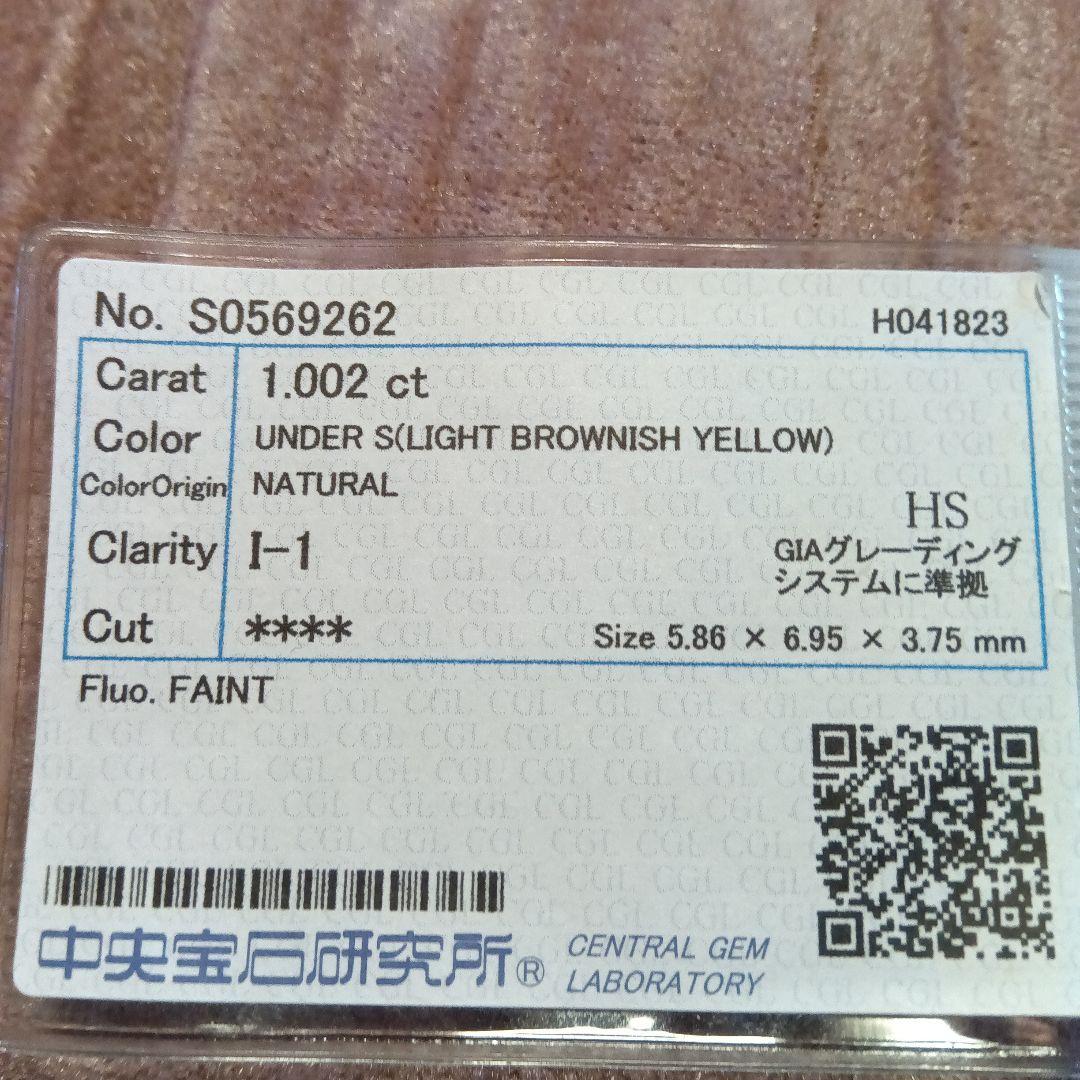 No. S0569262
H041823
Carat 1.002 ct
Color UNDER S(LIGHT BROWNISH YELLOW)
ColorOrigin NATURAL
HS
Clarity I-1
GIAグレーディング
システムに準拠
Cut ****
Size 5.86 × 6.95 × 3.75 mm
Fluo. FAINT
中央宝石研究所® CENTRAL GEM
LABORATORY